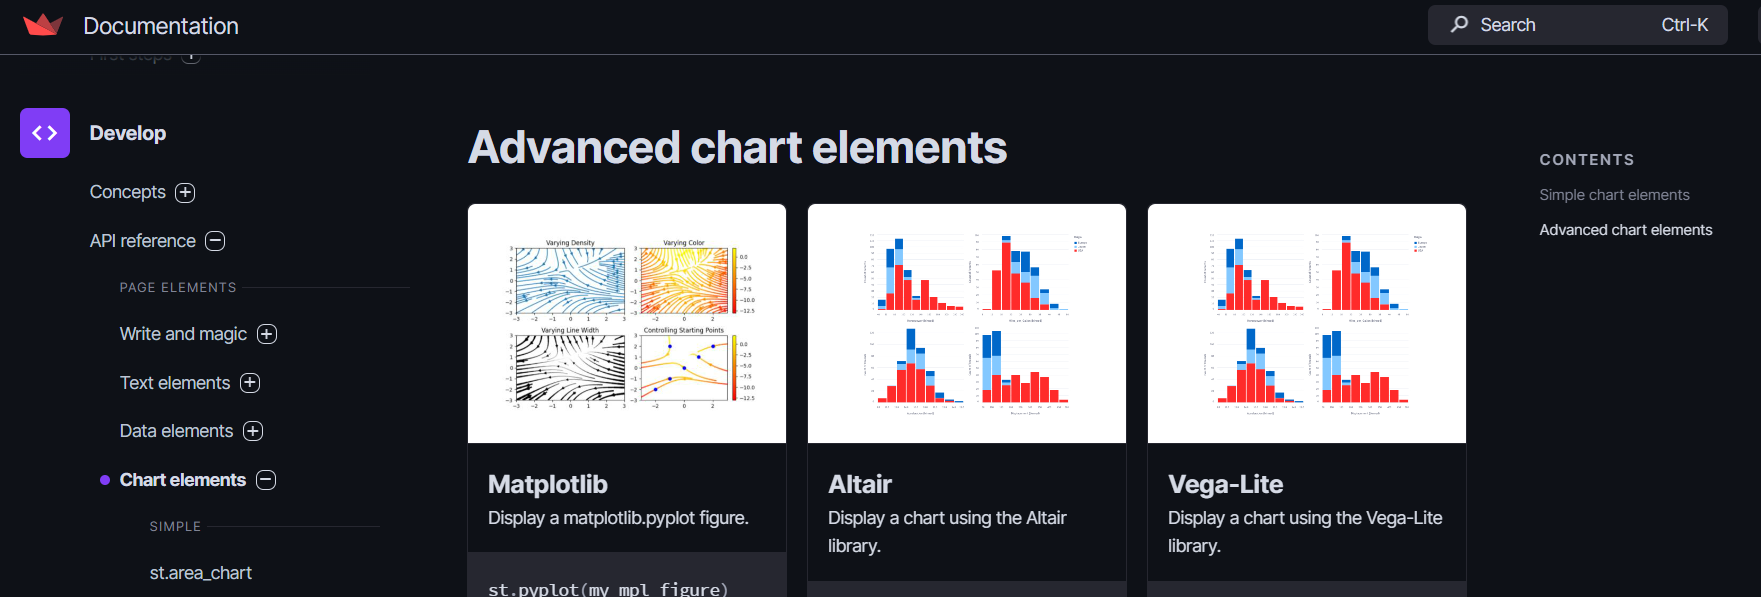 Documentation
Search Ctrl-K
First steps
Develop
Concepts
API reference
PAGE ELEMENTS
Write and magic
Text elements
Data elements
Chart elements
SIMPLE
st.area_chart
Advanced chart elements
Varying Density
Varying Color
Varying Line Width
Controlling Starting Points
Matplotlib
Display a matplotlib.pyplot figure.
st.pyplot(my_mpl_figure)
Altair
Display a chart using the Altair
library.
Vega-Lite
Display a chart using the Vega-Lite
library.
CONTENTS
Simple chart elements
Advanced chart elements